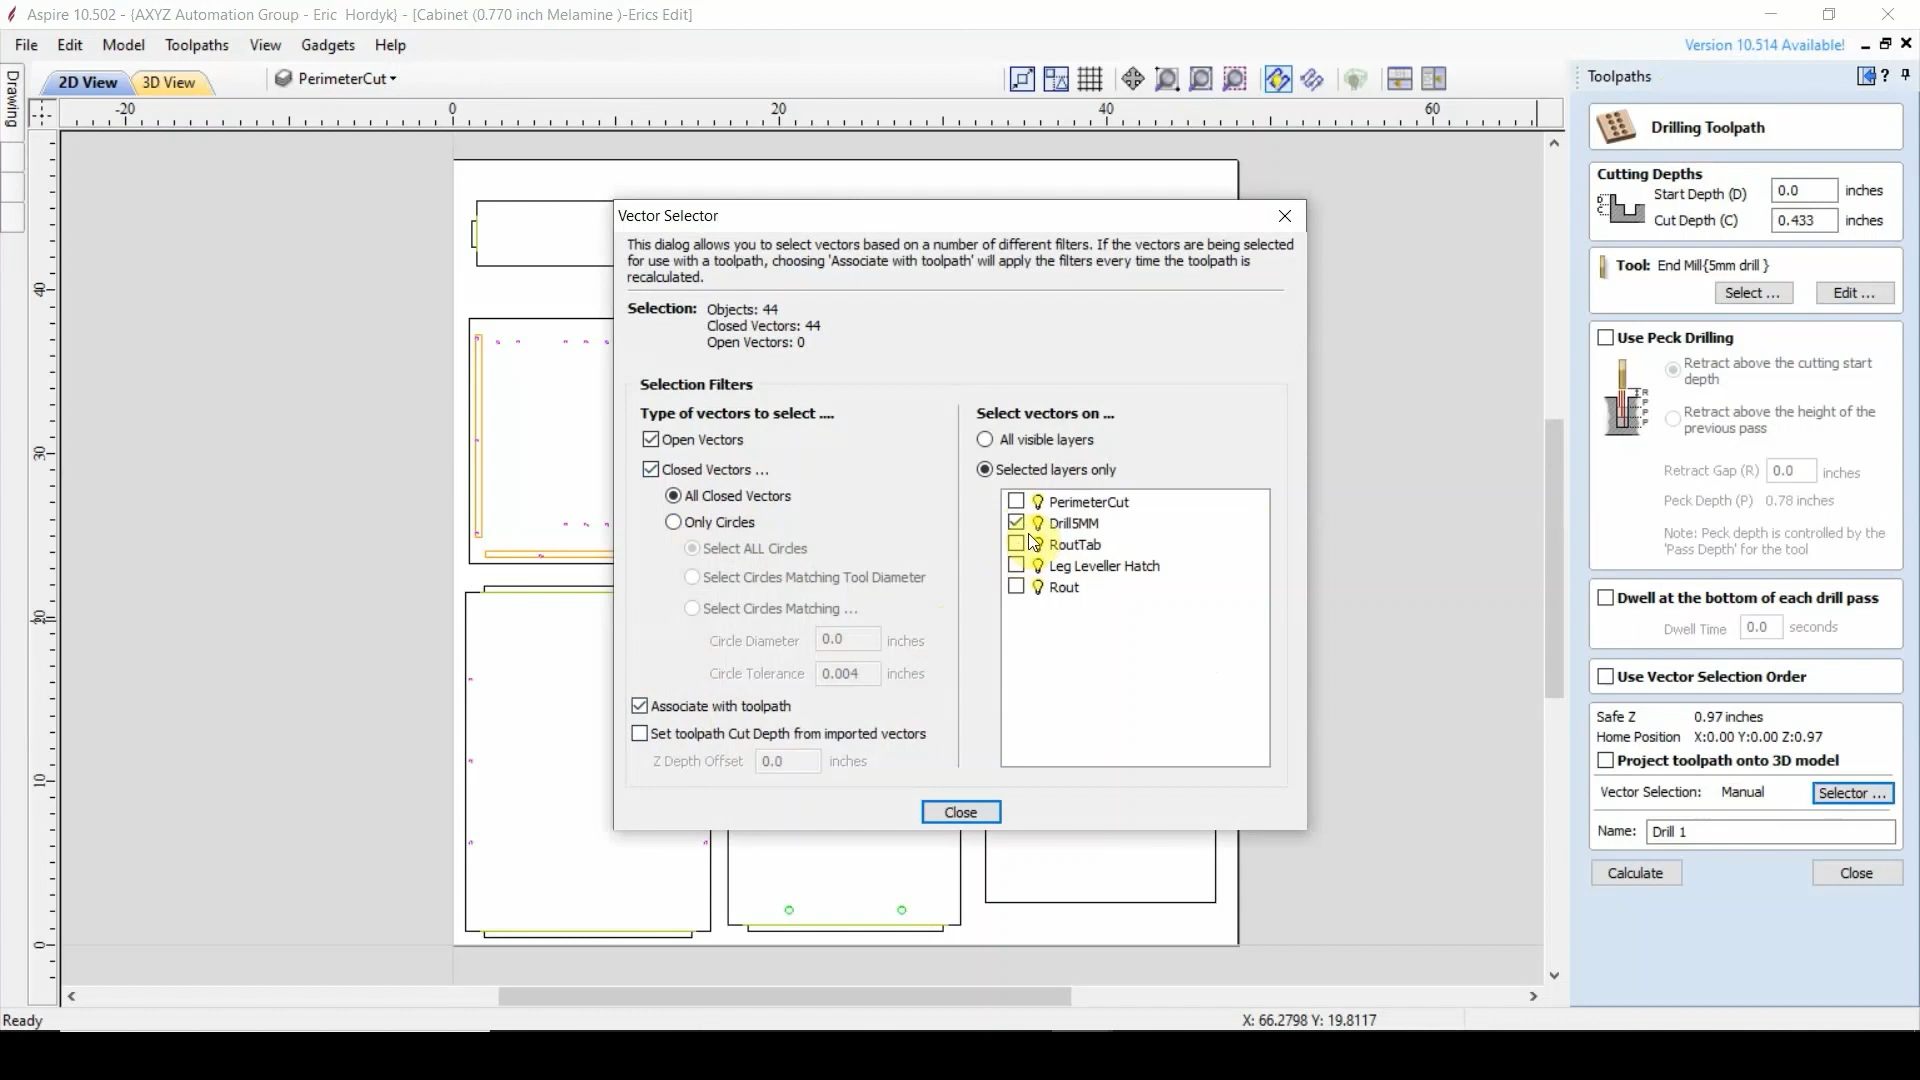 Aspire 10.502 - {AXYZ Automation Group - Eric Hordyk} - [Cabinet (0.770 inch Melamine )-Erics Edit]
File Edit Model Toolpaths View Gadgets Help
Version 10.514 Available!
Drawing
2D View 3D View PerimeterCut
-20 0 20 40 60
40
30
20
10
0
Vector Selector
This dialog allows you to select vectors based on a number of different filters. If the vectors are being selected
for use with a toolpath, choosing 'Associate with toolpath' will apply the filters every time the toolpath is
recalculated.
Selection: Objects: 44
Closed Vectors: 44
Open Vectors: 0
Selection Filters
Type of vectors to select ....
Open Vectors
Closed Vectors ...
All Closed Vectors
Only Circles
Select ALL Circles
Select Circles Matching Tool Diameter
Select Circles Matching ...
Circle Diameter 0.0 inches
Circle Tolerance 0.004 inches
Associate with toolpath
Set toolpath Cut Depth from imported vectors
Z Depth Offset 0.0 inches
Select vectors on ...
All visible layers
Selected layers only
PerimeterCut
Drill5MM
RoutTab
Leg Leveller Hatch
Rout
Close
Toolpaths
Drilling Toolpath
Cutting Depths
Start Depth (D) 0.0 inches
Cut Depth (C) 0.433 inches
Tool: End Mill{5mm drill }
Select ... Edit ...
Use Peck Drilling
Retract above the cutting start
depth
Retract above the height of the
previous pass
Retract Gap (R) 0.0 inches
Peck Depth (P) 0.78 inches
Note: Peck depth is controlled by the
'Pass Depth' for the tool
Dwell at the bottom of each drill pass
Dwell Time 0.0 seconds
Use Vector Selection Order
Safe Z 0.97 inches
Home Position X:0.00 Y:0.00 Z:0.97
Project toolpath onto 3D model
Vector Selection: Manual Selector ...
Name: Drill 1
Calculate Close
Ready X: 66.2798 Y: 19.8117